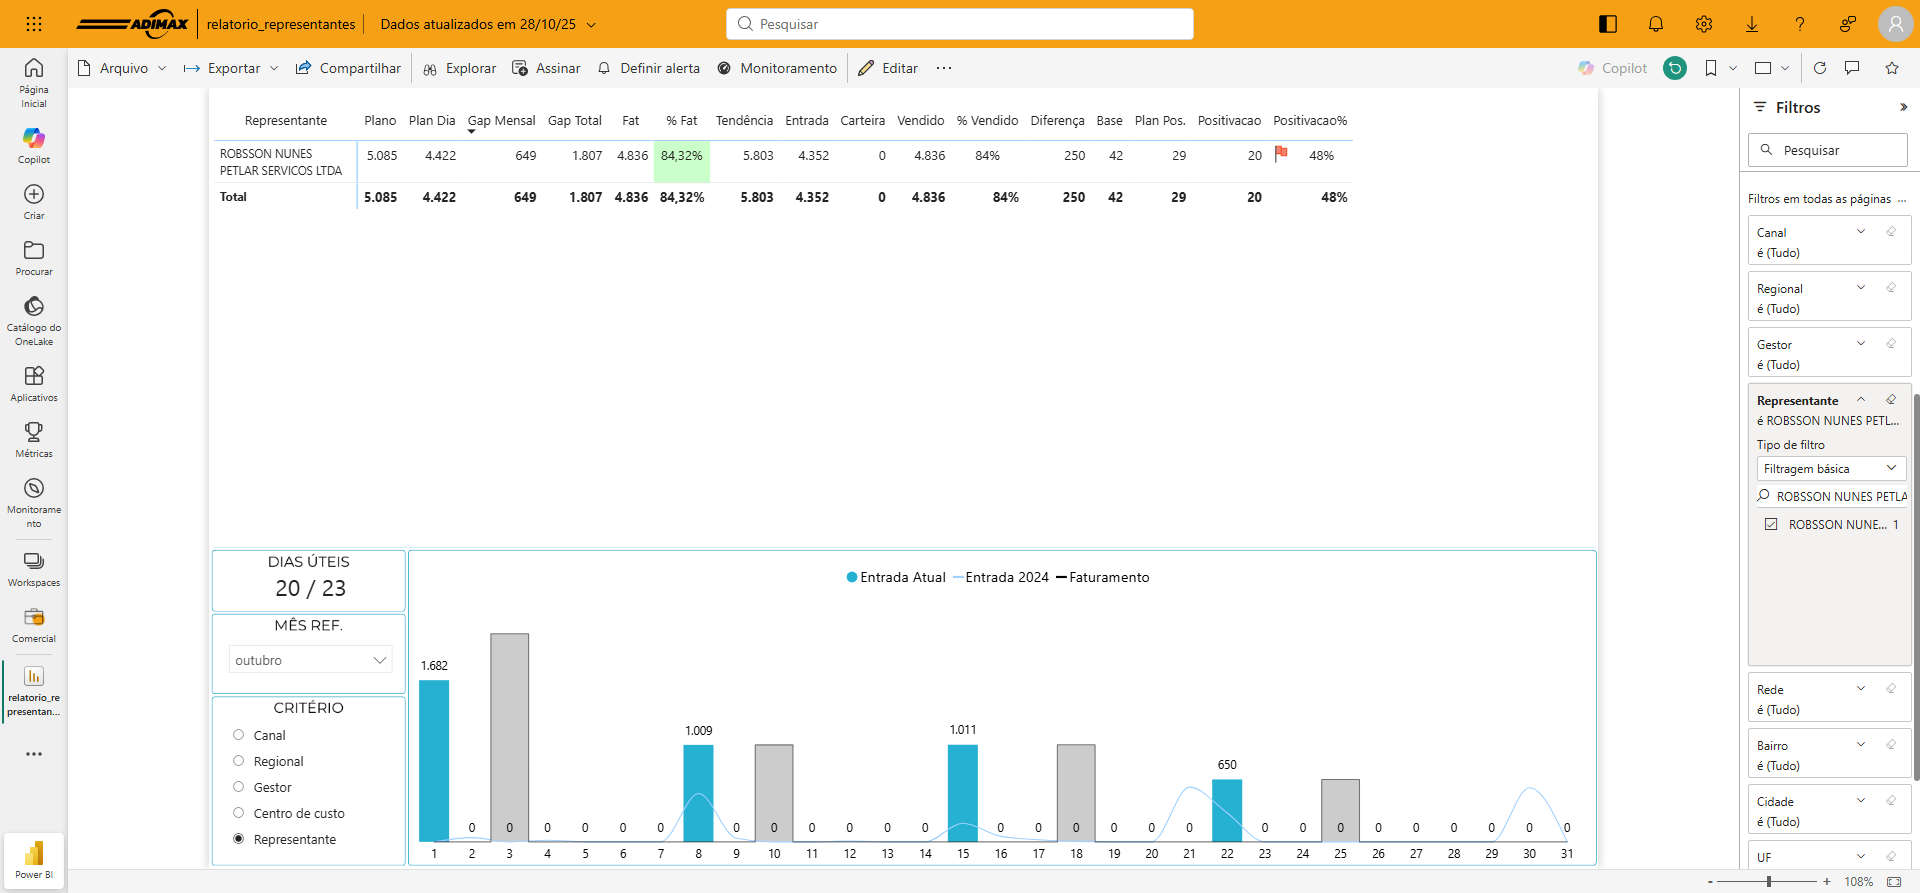 ADIMAX
relatorio_representantes
Dados atualizados em 28/10/25
Pesquisar
Arquivo
Exportar
Compartilhar
Explorar
Assinar
Definir alerta
Monitoramento
Editar
...
Copilot
Página
Inicial
Copilot
Criar
Procurar
Catálogo do
OneLake
Aplicativos
Métricas
Monitorame
nto
Workspaces
Comercial
relatorio_re
presentan...
Power BI
Representante Plano Plan Dia Gap Mensal Gap Total Fat % Fat Tendência Entrada Carteira Vendido % Vendido Diferença Base Plan Pos. Positivacao Positivacao%
ROBSSON NUNES
PETLAR SERVICOS LTDA
5.085 4.422 649 1.807 4.836 84,32% 5.803 4.352 0 4.836 84% 250 42 29 20 48%
Total 5.085 4.422 649 1.807 4.836 84,32% 5.803 4.352 0 4.836 84% 250 42 29 20 48%
DIAS ÚTEIS
20 / 23
MÊS REF.
outubro
CRITÉRIO
Canal
Regional
Gestor
Centro de custo
Representante
Entrada Atual Entrada 2024 Faturamento
1.682
1.009
1.011
650
0 0 0 0 0 0 0 0 0 0 0 0 0 0 0 0 0 0 0 0 0 0 0 0 0 0 0
1 2 3 4 5 6 7 8 9 10 11 12 13 14 15 16 17 18 19 20 21 22 23 24 25 26 27 28 29 30 31
Filtros
Pesquisar
Filtros em todas as páginas ...
Canal
é (Tudo)
Regional
é (Tudo)
Gestor
é (Tudo)
Representante
é ROBSSON NUNES PETL...
Tipo de filtro
Filtragem básica
ROBSSON NUNES PETLA
ROBSSON NUNE... 1
Rede
é (Tudo)
Bairro
é (Tudo)
Cidade
é (Tudo)
UF
- + 108%